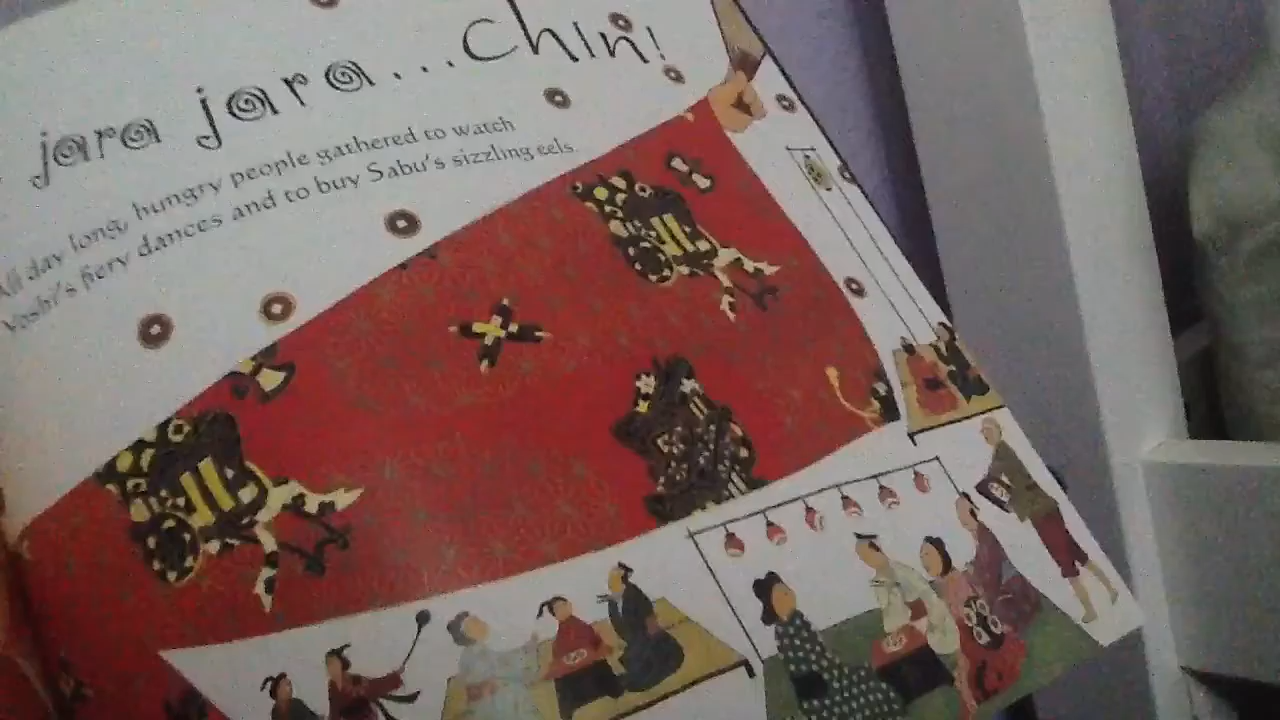 jara jara...chin!
All day long, hungry people gathered to watch
Yoshi's fiery dances and to buy Sabu's sizzling eels.